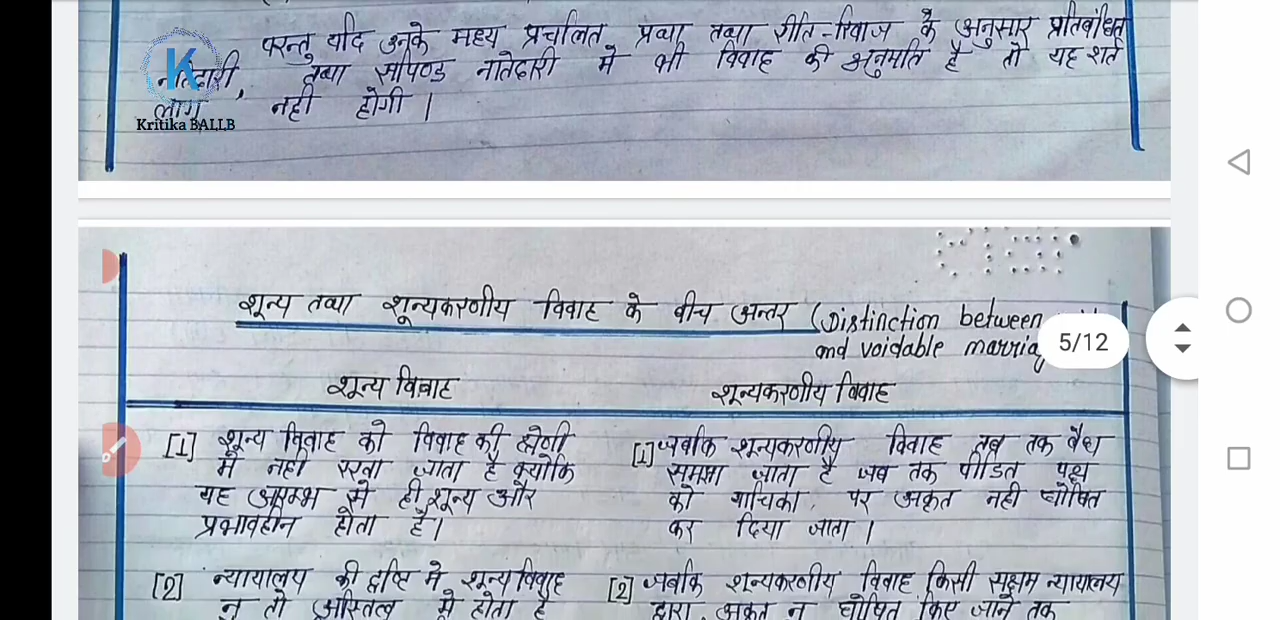 परन्तु यदि उनके मध्य प्रचलित प्रथा तथा रीति-रिवाज के अनुसार प्रतिबंधित
नातेदारी, तथा सपिण्ड नातेदारी मे भी विवाह की अनुमति है तो यह शर्त
लागू नही होगी।
K
Kritika BALLB
शून्य तथा शून्यकरणीय विवाह के बीच अन्तर (Distinction between
and voidable
5/12
शून्य विवाह
शून्यकरणीय विवाह
[1] शून्य विवाह को विवाह की श्रेणी
मे नही रखा जाता है क्योकि
यह आरम्भ से ही शून्य और
प्रभावहीन होता है।
[1] जबकि शून्यकरणीय विवाह तब तक वैध
समझा जाता है जब तक पीडित पक्ष
की याचिका, पर अकृत नही घोषित
कर दिया जाता।
[2] न्यायालय की दृष्टि मे शून्य विवाह
न तो अस्तित्व मे होता है
[2] जबकि शून्यकरणीय विवाह किसी सक्षम न्यायालय
द्वारा अकृत न घोषित किए जाने तक